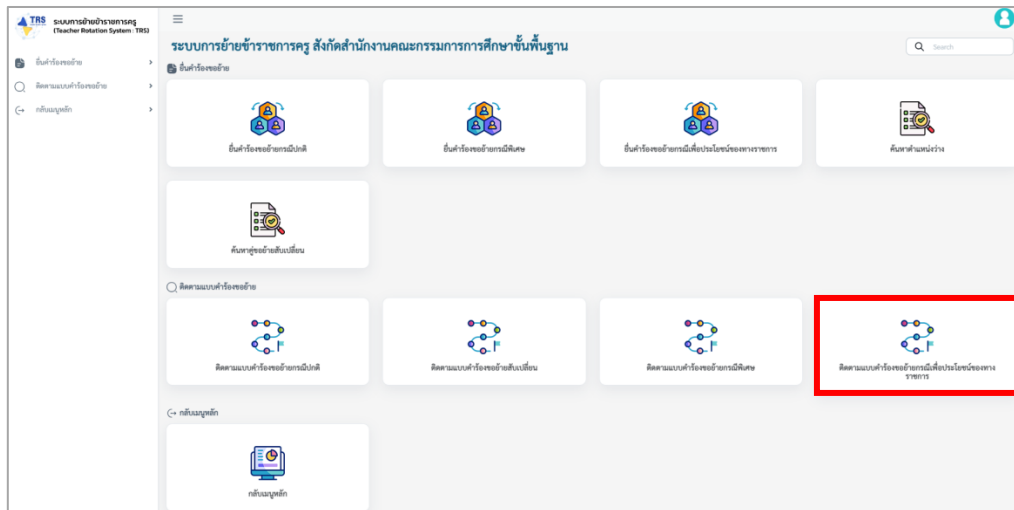 TRS ระบบการย้ายข้าราชการครู
(Teacher Rotation System : TRS)
ยื่นคำร้องขอย้าย
ติดตามแบบคำร้องขอย้าย
กลับเมนูหลัก
ระบบการย้ายข้าราชการครู สังกัดสำนักงานคณะกรรมการการศึกษาขั้นพื้นฐาน
Search
ยื่นคำร้องขอย้าย
ยื่นคำร้องขอย้ายกรณีปกติ
ยื่นคำร้องขอย้ายกรณีพิเศษ
ยื่นคำร้องขอย้ายกรณีเพื่อประโยชน์ของทางราชการ
ค้นหาตำแหน่งว่าง
ค้นหาคู่ขอย้ายสับเปลี่ยน
ติดตามแบบคำร้องขอย้าย
ติดตามแบบคำร้องขอย้ายกรณีปกติ
ติดตามแบบคำร้องขอย้ายสับเปลี่ยน
ติดตามแบบคำร้องขอย้ายกรณีพิเศษ
ติดตามแบบคำร้องขอย้ายกรณีเพื่อประโยชน์ของทาง
ราชการ
กลับเมนูหลัก
กลับเมนูหลัก